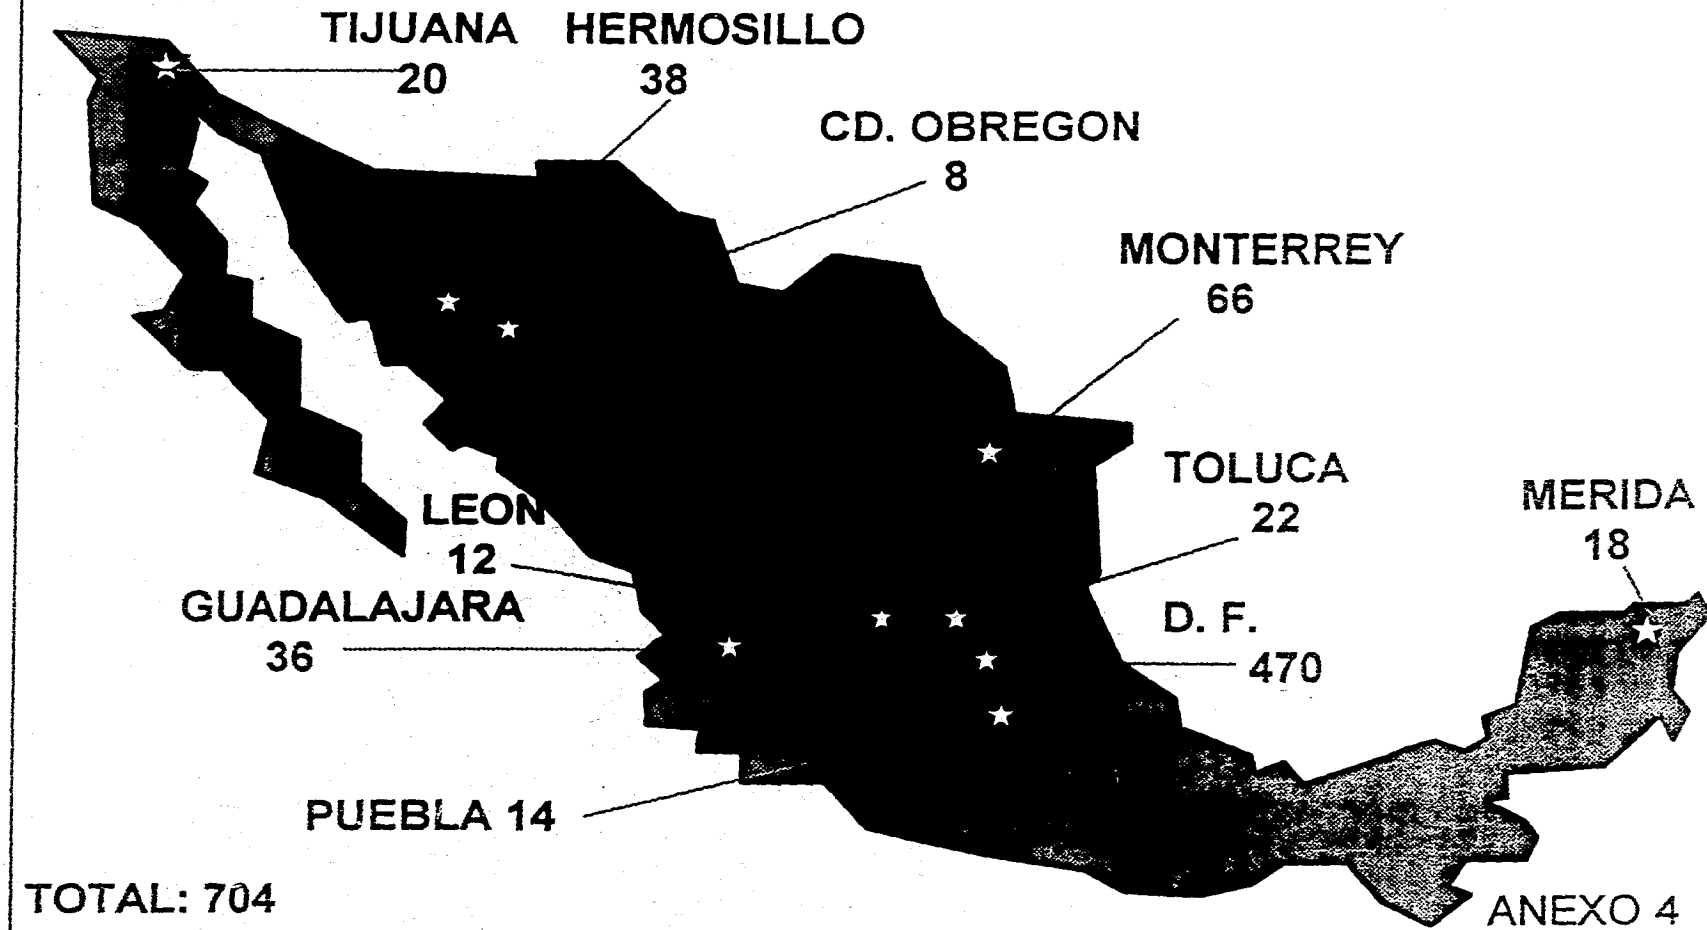 TIJUANA HERMOSILLO
20 38
CD. OBREGON
8
MONTERREY
66
TOLUCA
22
MERIDA
18
LEON
12
GUADALAJARA
36
D. F.
470
PUEBLA 14
TOTAL: 704
ANEXO 4